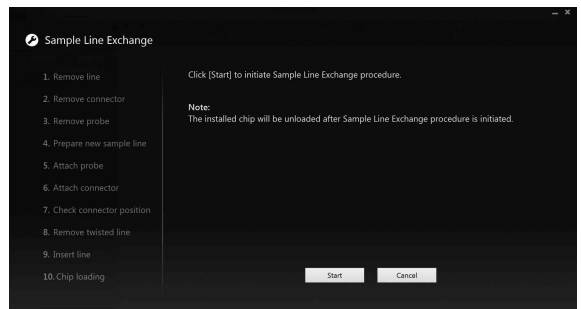 Sample Line Exchange
1. Remove line
2. Remove connector
3. Remove probe
4. Prepare new sample line
5. Attach probe
6. Attach connector
7. Check connector position
8. Remove twisted line
9. Insert line
10. Chip loading
Click [Start] to initiate Sample Line Exchange procedure.
Note:
The installed chip will be unloaded after Sample Line Exchange procedure is initiated.
Start
Cancel